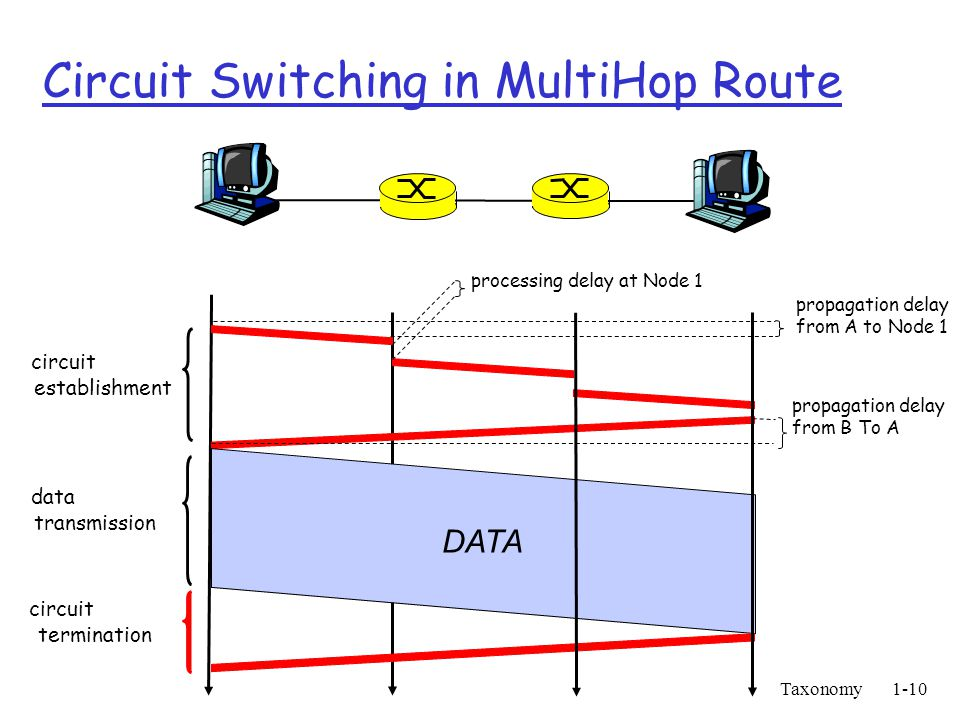 Circuit Switching in MultiHop Route
processing delay at Node 1
propagation delay
from A to Node 1
circuit
establishment
propagation delay
from B To A
data
transmission
DATA
circuit
termination
Taxonomy 1-10